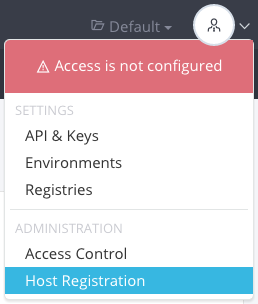 Default
Access is not configured
SETTINGS
API & Keys
Environments
Registries
ADMINISTRATION
Access Control
Host Registration